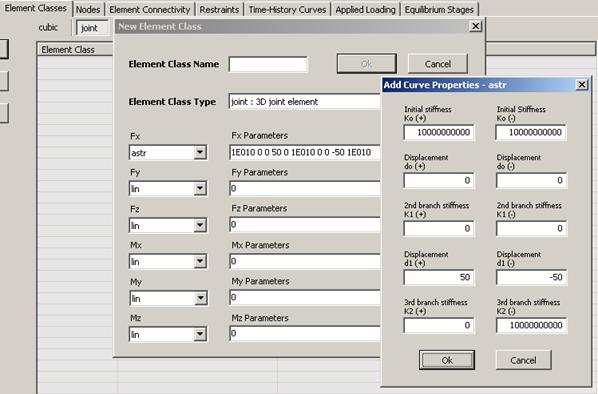 Element Classes Nodes Element Connectivity Restraints Time-History Curves Applied Loading Equilibrium Stages
cubic joint
Element Class
New Element Class
Element Class Name
Ok Cancel
Element Class Type joint : 3D joint element
Fx Fx Parameters
astr 1E010 0 0 50 0 1E010 0 0 -50 1E010
Fy Fy Parameters
lin 0
Fz Fz Parameters
lin 0
Mx Mx Parameters
lin 0
My My Parameters
lin 0
Mz Mz Parameters
lin 0
Add Curve Properties - astr
Initial stiffness Initial Stiffness
Ko (+) Ko (-)
10000000000 10000000000
Displacement Displacement
do (+) do (-)
0 0
2nd branch stiffness 2nd branch stiffness
K1 (+) K1 (-)
0 0
Displacement Displacement
d1 (+) d1 (-)
50 -50
3rd branch stiffness 3rd branch stiffness
K2 (+) K2 (-)
0 10000000000
Ok Cancel